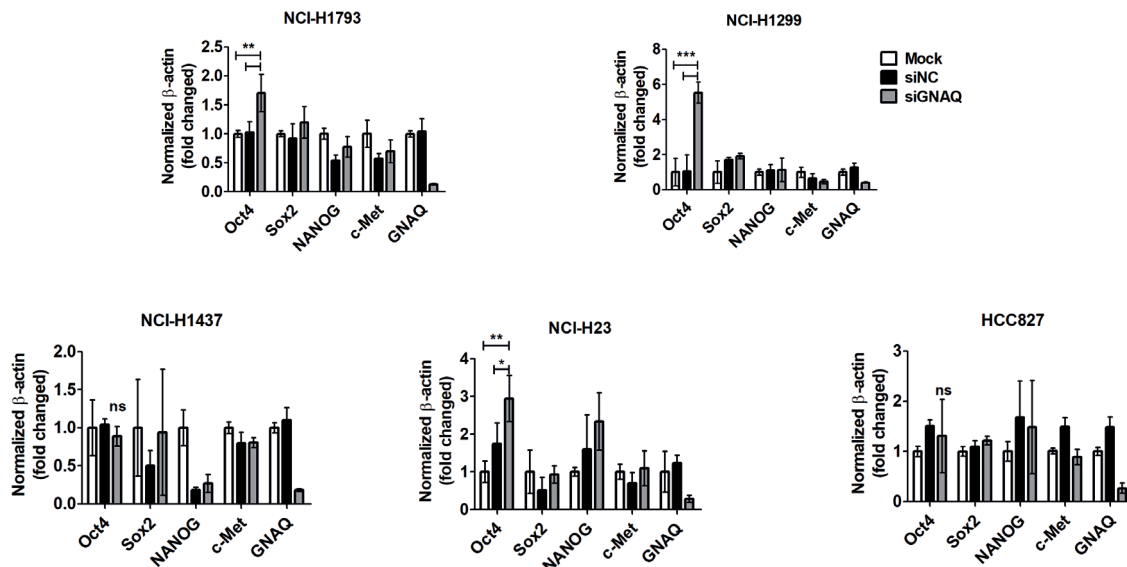 NCI-H1793
Normalized β-actin
(fold changed)
2.5
2.0
1.5
1.0
0.5
0.0
**
Oct4
Sox2
NANOG
c-Met
GNAQ
NCI-H1299
Normalized β-actin
(fold changed)
8
6
4
2
0
***
Oct4
Sox2
NANOG
c-Met
GNAQ
Mock
siNC
siGNAQ
NCI-H1437
Normalized β-actin
(fold changed)
2.0
1.5
1.0
0.5
0.0
ns
Oct4
Sox2
NANOG
c-Met
GNAQ
NCI-H23
Normalized β-actin
(fold changed)
4
3
2
1
0
**
*
Oct4
Sox2
NANOG
c-Met
GNAQ
HCC827
Normalized β-actin
(fold changed)
3
2
1
0
ns
Oct4
Sox2
NANOG
c-Met
GNAQ